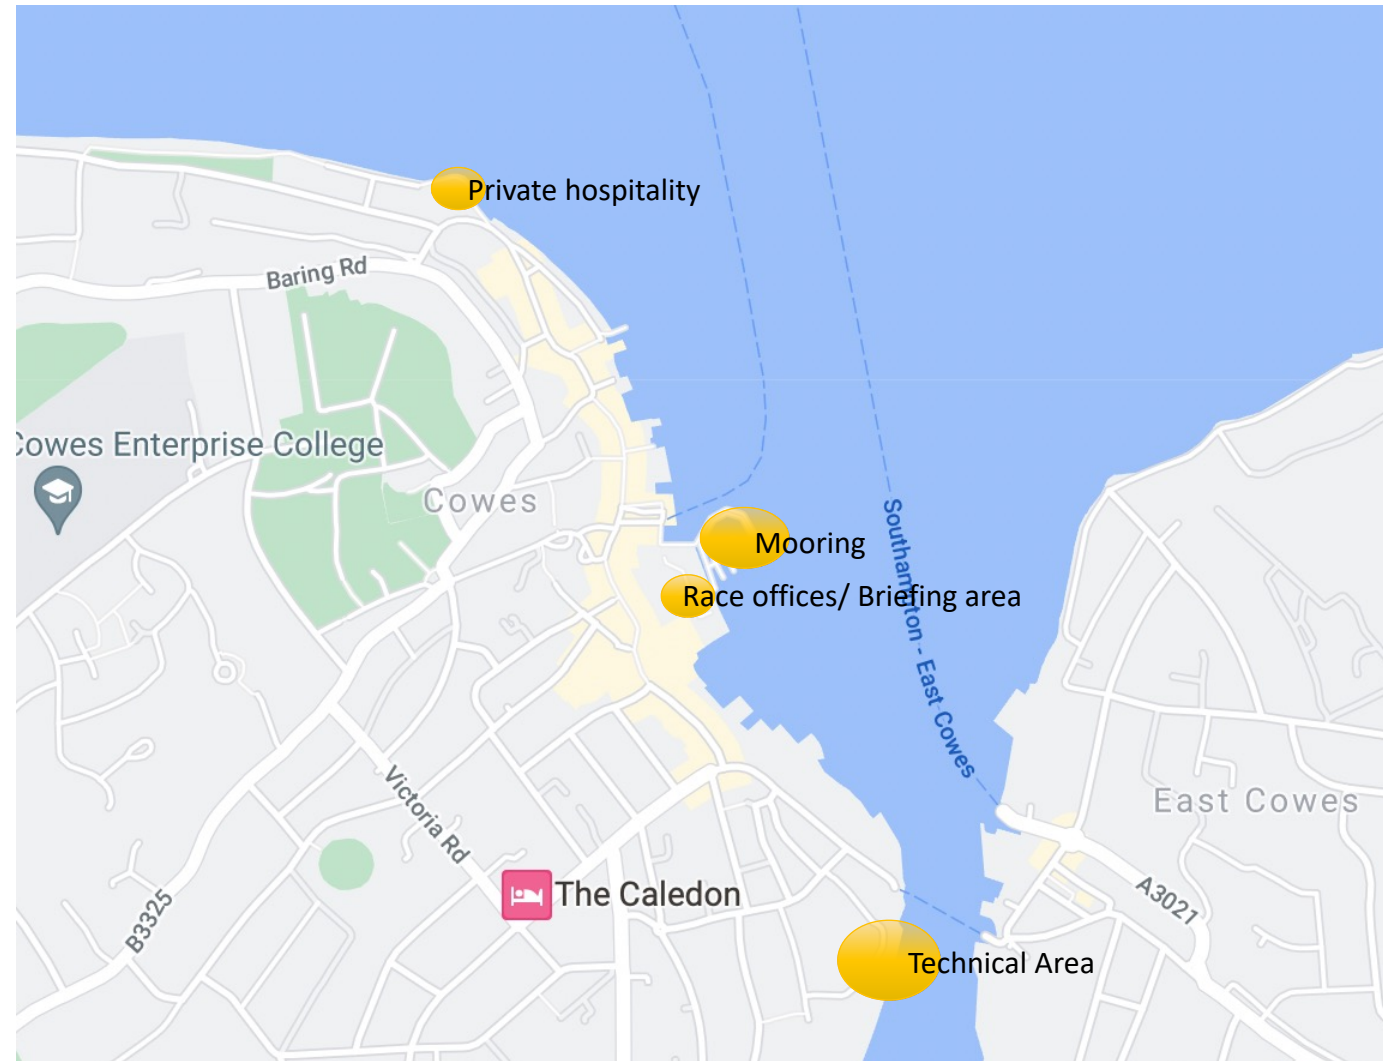 Private hospitality
Baring Rd
Cowes Enterprise College
Cowes
Mooring
Race offices/ Briefing area
Southampton - East Cowes
East Cowes
Victoria Rd
The Caledon
A3021
B3325
Technical Area